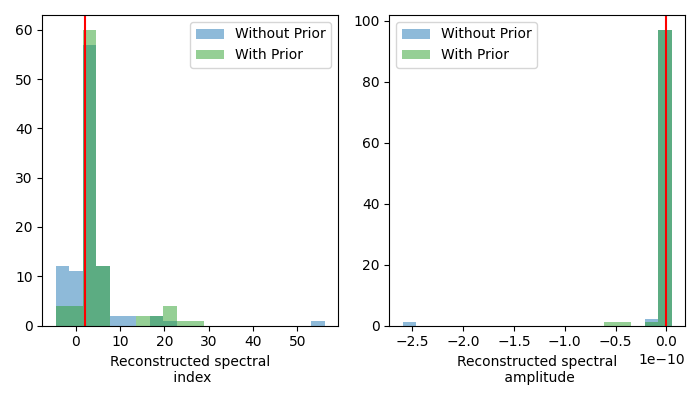 60
50
40
30
20
10
0
0
10
20
30
40
50
Reconstructed spectral
index
Without Prior
With Prior
100
80
60
40
20
0
−2.5
−2.0
−1.5
−1.0
−0.5
0.0
1e−10
Reconstructed spectral
amplitude
Without Prior
With Prior